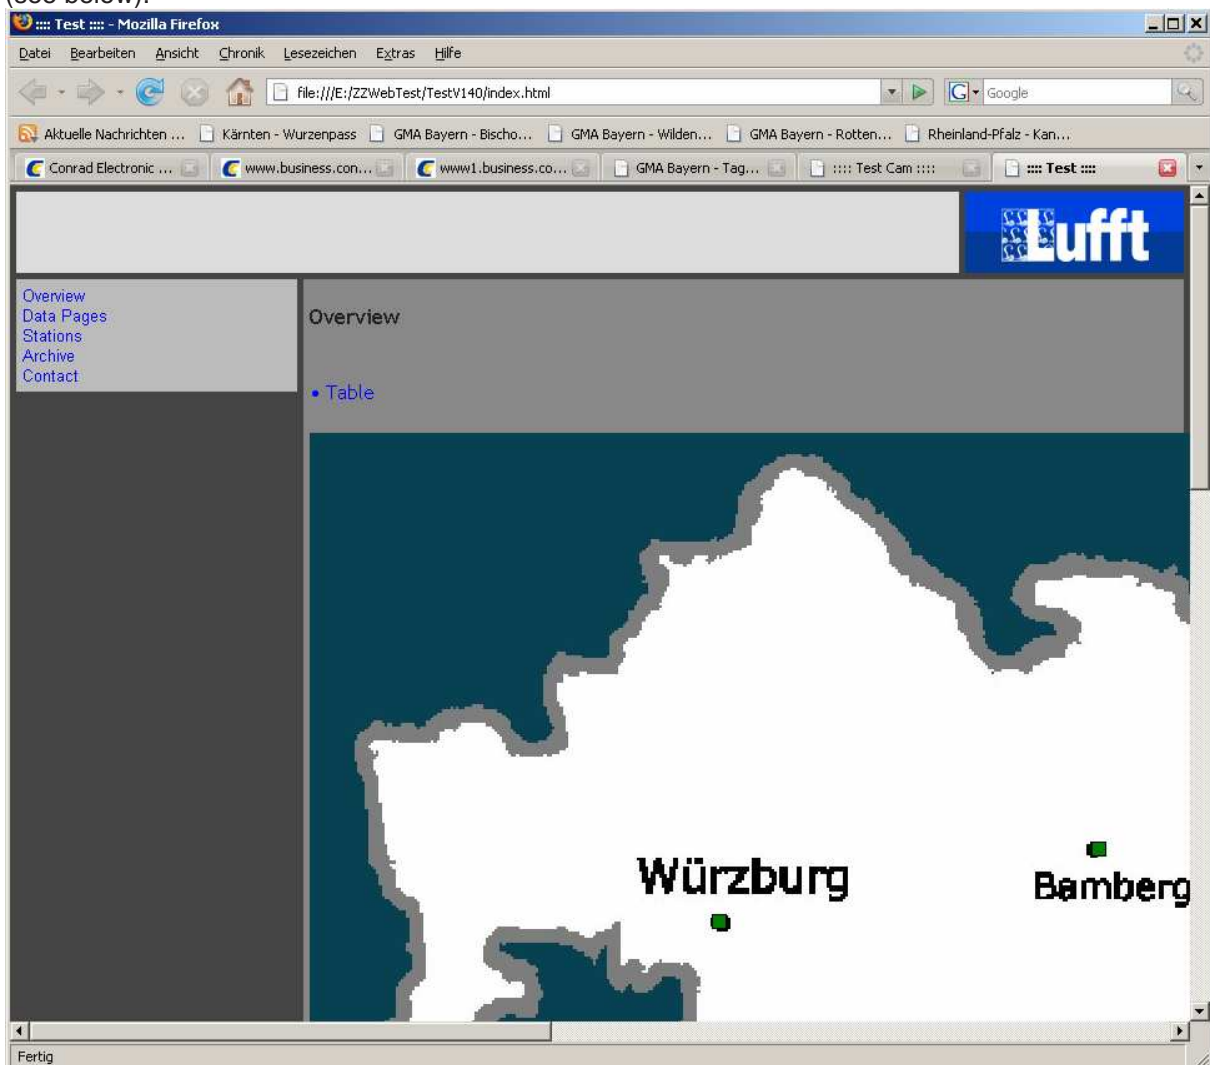 (see below).
:::: Test :::: - Mozilla Firefox
Datei Bearbeiten Ansicht Chronik Lesezeichen Extras Hilfe
file:///E:/ZZWebTest/TestV140/index.html
G Google
Aktuelle Nachrichten ... Kärnten - Wurzenpass GMA Bayern - Bischo... GMA Bayern - Wilden... GMA Bayern - Rotten... Rheinland-Pfalz - Kan...
Conrad Electronic ... www.business.con... www1.business.co... GMA Bayern - Tag... :::: Test Cam :::: :::: Test ::::
Lufft
Overview
Data Pages
Stations
Archive
Contact
Overview
• Table
Würzburg
Bamberg
Fertig